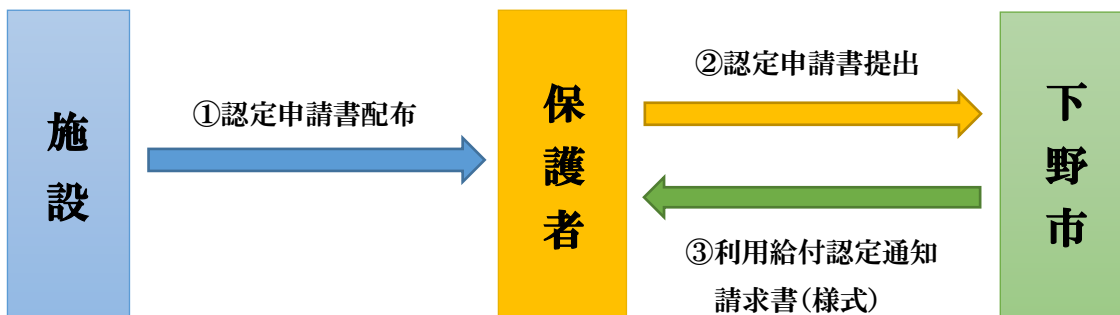 施設
①認定申請書配布
保護者
②認定申請書提出
③利用給付認定通知
請求書(様式)
下野市